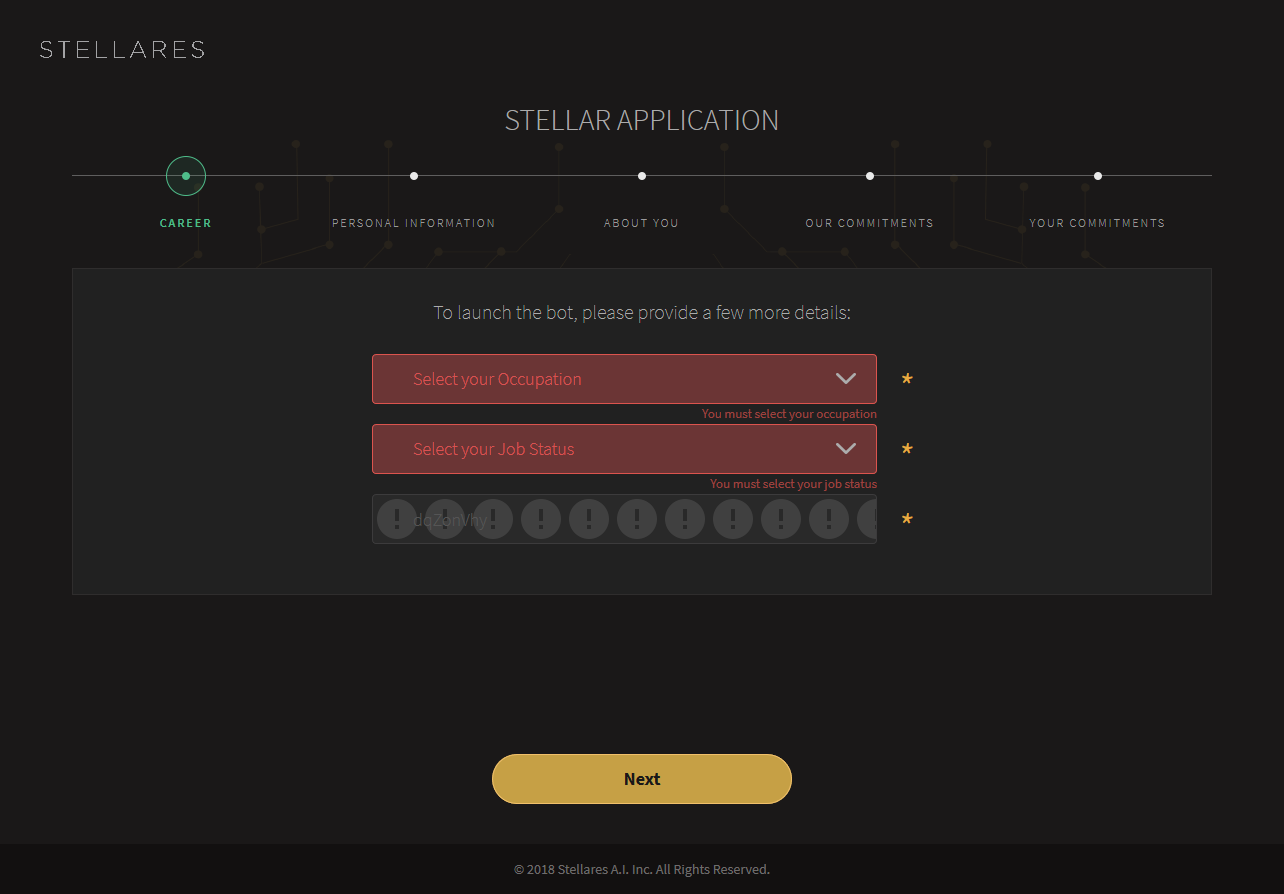 STELLARES
STELLAR APPLICATION
CAREER
PERSONAL INFORMATION
ABOUT YOU
OUR COMMITMENTS
YOUR COMMITMENTS
To launch the bot, please provide a few more details:
Select your Occupation *
You must select your occupation
Select your Job Status *
You must select your job status
dqZonVhy *
Next
© 2018 Stellares A.I. Inc. All Rights Reserved.